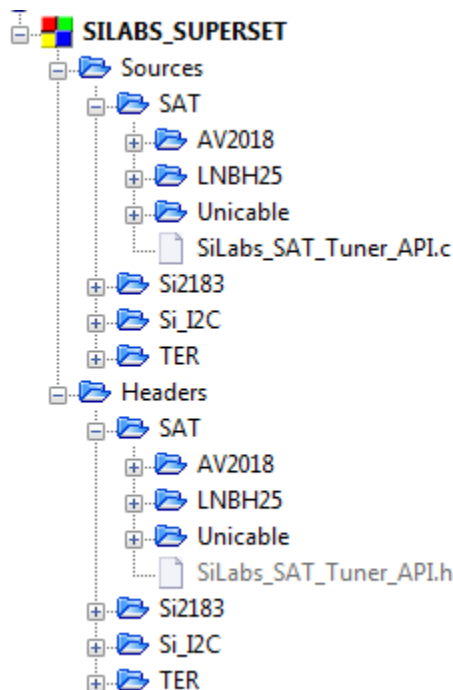 SILABS_SUPERSET
Sources
SAT
AV2018
LNBH25
Unicable
SiLabs_SAT_Tuner_API.c
Si2183
Si_I2C
TER
Headers
SAT
AV2018
LNBH25
Unicable
SiLabs_SAT_Tuner_API.h
Si2183
Si_I2C
TER